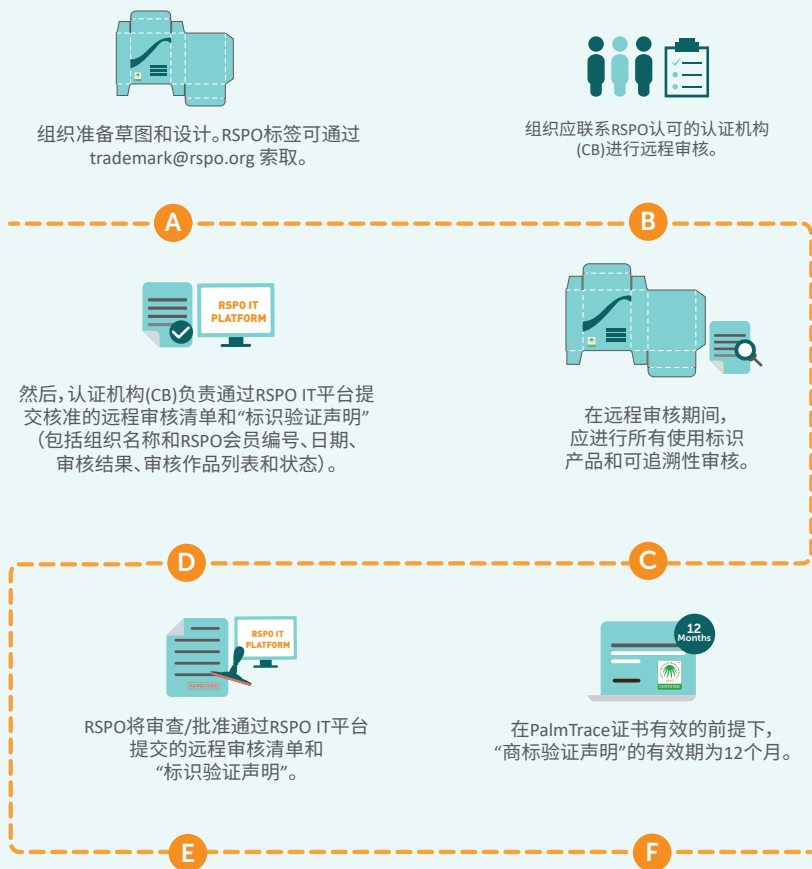 组织准备草图和设计。RSPO标签可通过
trademark@rspo.org 索取。
A
组织应联系RSPO认可的认证机构
(CB)进行远程审核。
B
在远程审核期间,
应进行所有使用标识
产品和可追溯性审核。
C
RSPO IT
PLATFORM
然后,认证机构(CB)负责通过RSPO IT平台提
交核准的远程审核清单和“标识验证声明”
(包括组织名称和RSPO会员编号、日期、
审核结果、审核作品列表和状态)。
D
RSPO IT
PLATFORM
APPROVED
RSPO将审查/批准通过RSPO IT平台
提交的远程审核清单和
“标识验证声明”。
E
12
Months
CERTIFIED
在PalmTrace证书有效的前提下,
“商标验证声明”的有效期为12个月。
F